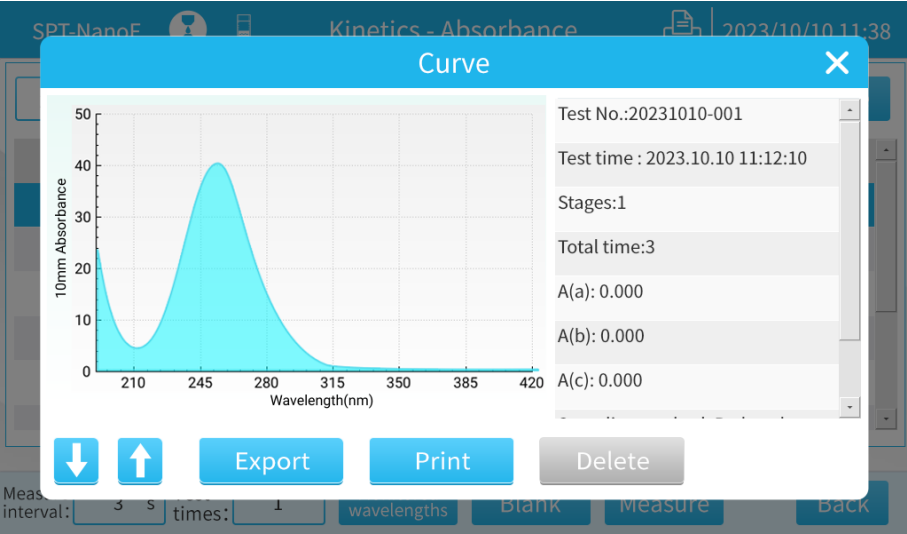 Kinetics - Absorbance
2023/10/10 11:38
Curve
50
40
30
20
10
0
10mm Absorbance
210 245 280 315 350 385 420
Wavelength(nm)
Test No.:20231010-001
Test time : 2023.10.10 11:12:10
Stages:1
Total time:3
A(a): 0.000
A(b): 0.000
A(c): 0.000
Export
Print
Delete
interval:
3 s
times:
1
wavelengths
Blank
Measure
Back